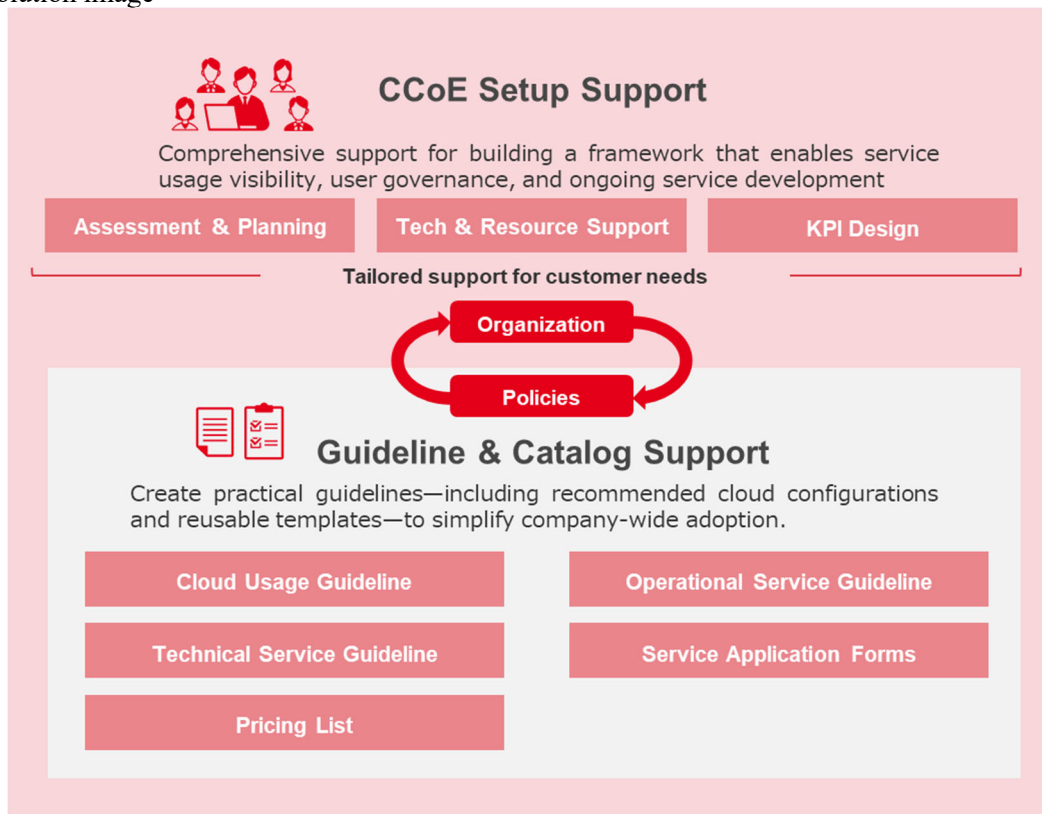 CCoE Setup Support
Comprehensive support for building a framework that enables service
usage visibility, user governance, and ongoing service development
Assessment & Planning
Tech & Resource Support
KPI Design
Tailored support for customer needs
Organization
Policies
Guideline & Catalog Support
Create practical guidelines—including recommended cloud configurations
and reusable templates—to simplify company-wide adoption.
Cloud Usage Guideline
Operational Service Guideline
Technical Service Guideline
Service Application Forms
Pricing List